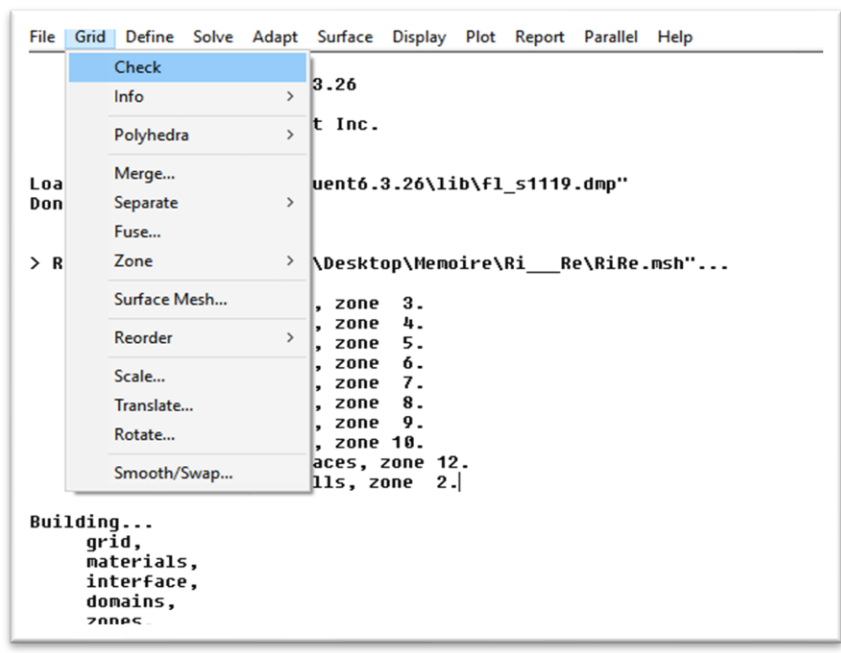 File Grid Define Solve Adapt Surface Display Plot Report Parallel Help
Check
Info
Polyhedra
Merge...
Separate
Fuse...
Zone
Surface Mesh...
Reorder
Scale...
Translate...
Rotate...
Smooth/Swap...
3.26
t Inc.
Loa uent6.3.26\lib\fl_s1119.dmp"
Don
> R \Desktop\Memoire\Ri___Re\RiRe.msh"...
, zone 3.
, zone 4.
, zone 5.
, zone 6.
, zone 7.
, zone 8.
, zone 9.
, zone 10.
aces, zone 12.
lls, zone 2.
Building...
grid,
materials,
interface,
domains,
zones,